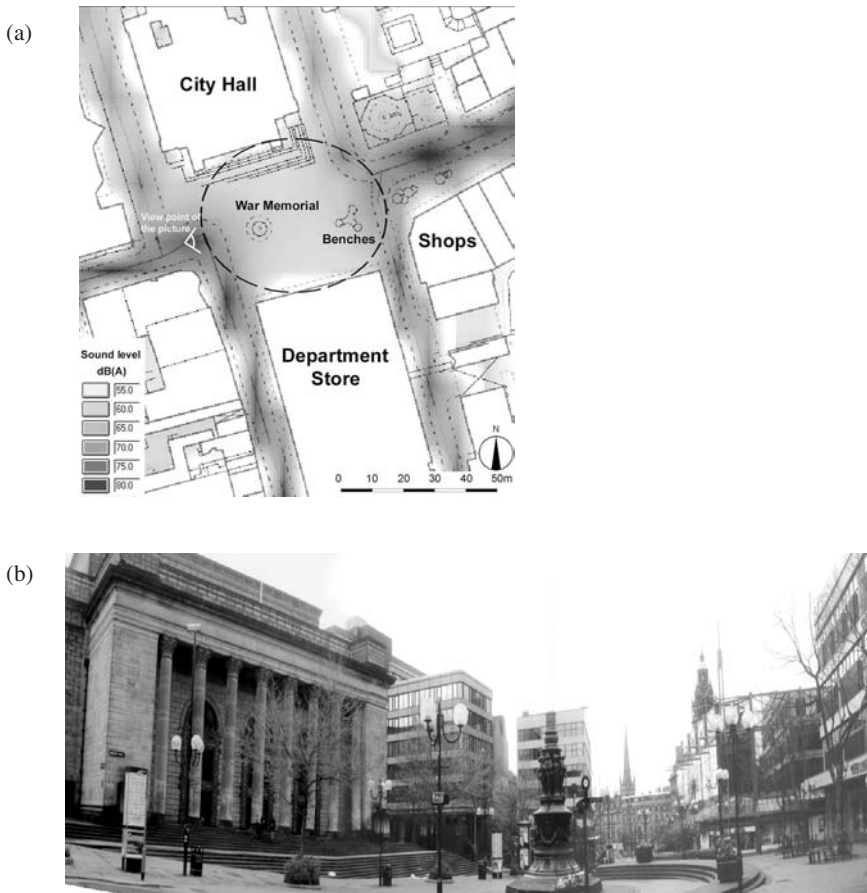 (a)
City Hall
War Memorial
View point of
the picture
Benches
Shops
Department
Store
Sound level
dB(A)
55.0
60.0
65.0
70.0
75.0
80.0
N
0 10 20 30 40 50m
(b)